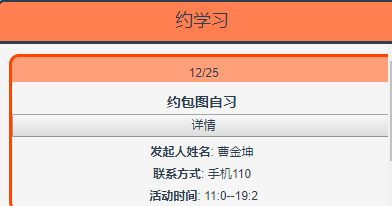 约学习
12/25
约包图自习
详情
发起人姓名: 曹金坤
联系方式: 手机110
活动时间: 11:0--19:2